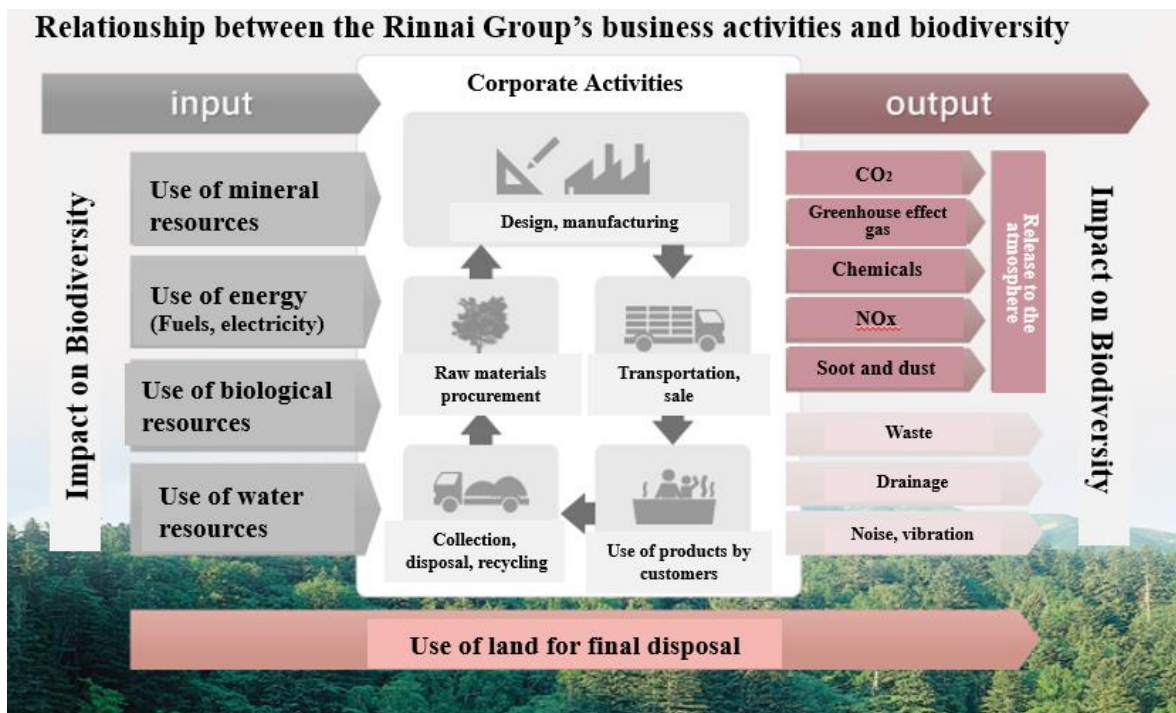 Relationship between the Rinnai Group's business activities and biodiversity
input
Corporate Activities
output
Impact on Biodiversity
Use of mineral
resources
Use of energy
(Fuels, electricity)
Use of biological
resources
Use of water
resources
Design, manufacturing
Raw materials
procurement
Transportation,
sale
Collection,
disposal, recycling
Use of products by
customers
CO₂
Greenhouse effect
gas
Chemicals
NOx
Soot and dust
Release to the
atmosphere
Waste
Drainage
Noise, vibration
Impact on Biodiversity
Use of land for final disposal